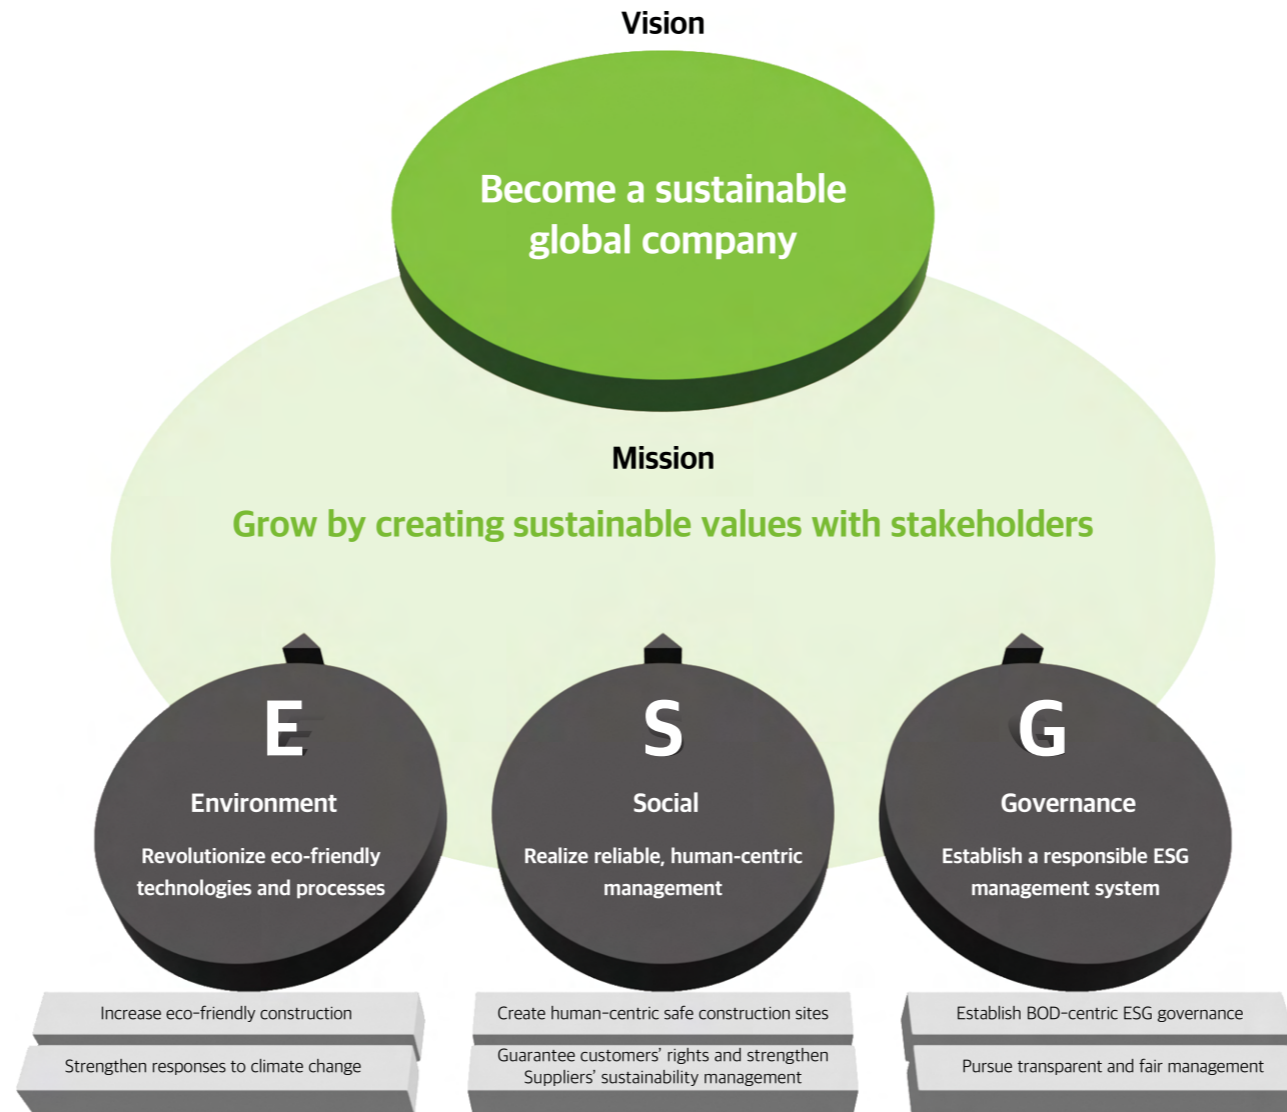 Vision
Become a sustainable
global company
Mission
Grow by creating sustainable values with stakeholders
E
Environment
Revolutionize eco-friendly
technologies and processes
S
Social
Realize reliable, human-centric
management
G
Governance
Establish a responsible ESG
management system
Increase eco-friendly construction
Strengthen responses to climate change
Create human-centric safe construction sites
Guarantee customers' rights and strengthen
Suppliers' sustainability management
Establish BOD-centric ESG governance
Pursue transparent and fair management